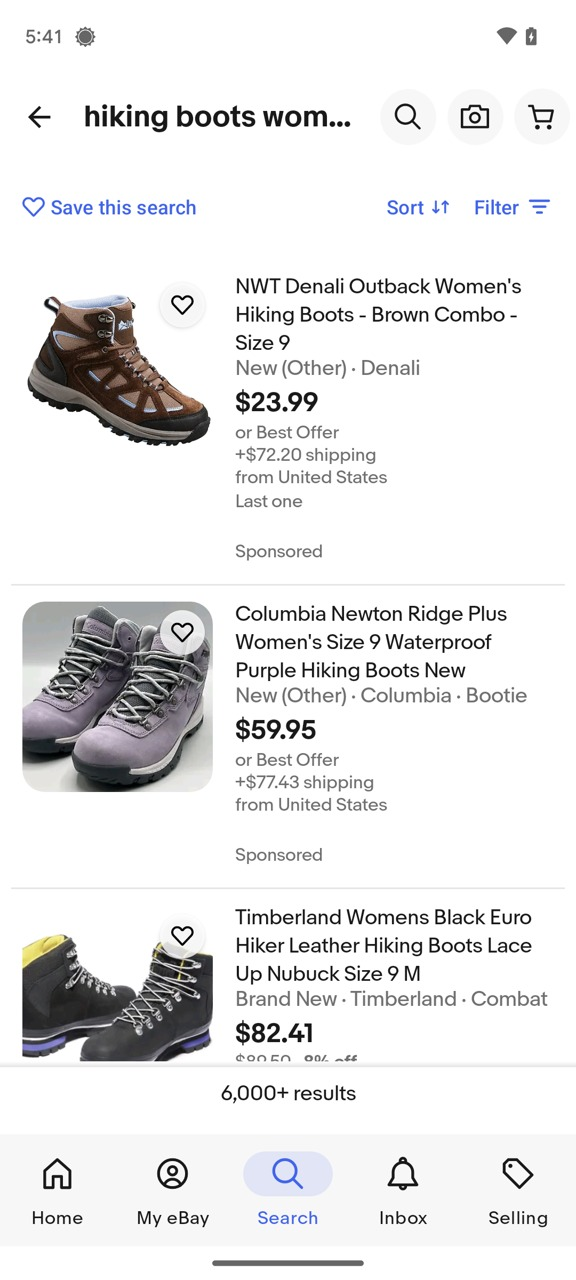 5:41
hiking boots wom...
Save this search
Sort
Filter
NWT Denali Outback Women's
Hiking Boots - Brown Combo -
Size 9
New (Other) · Denali
$23.99
or Best Offer
+$72.20 shipping
from United States
Last one
Sponsored
Columbia Newton Ridge Plus
Women's Size 9 Waterproof
Purple Hiking Boots New
New (Other) · Columbia · Bootie
$59.95
or Best Offer
+$77.43 shipping
from United States
Sponsored
Timberland Womens Black Euro
Hiker Leather Hiking Boots Lace
Up Nubuck Size 9 M
Brand New · Timberland · Combat
$82.41
$89.50 8% off
6,000+ results
Home
My eBay
Search
Inbox
Selling